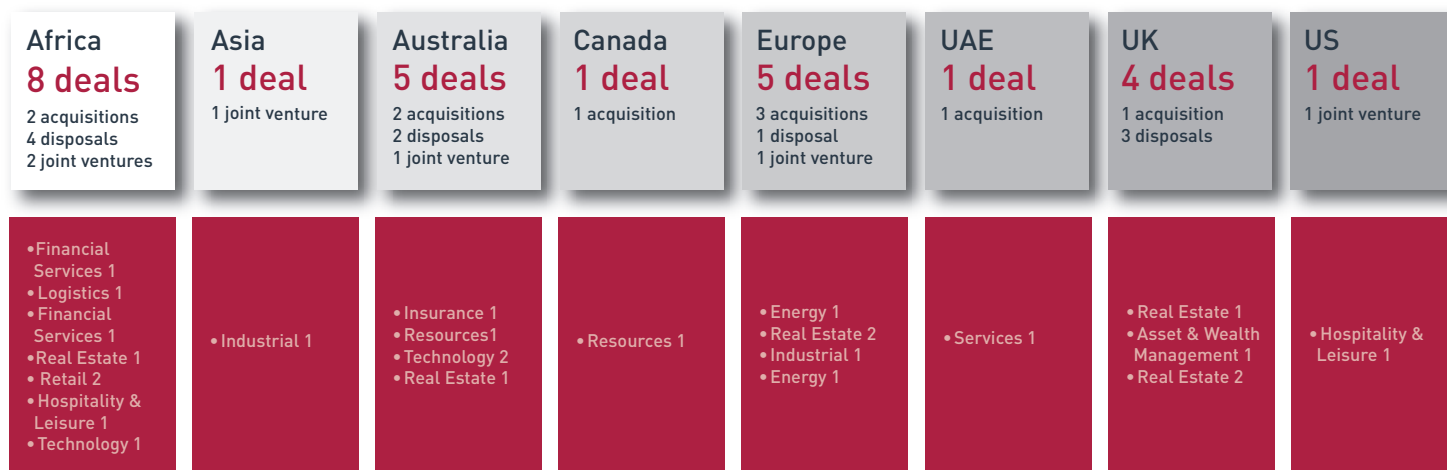 Africa
8 deals
2 acquisitions
4 disposals
2 joint ventures
Asia
1 deal
1 joint venture
Australia
5 deals
2 acquisitions
2 disposals
1 joint venture
Canada
1 deal
1 acquisition
Europe
5 deals
3 acquisitions
1 disposal
1 joint venture
UAE
1 deal
1 acquisition
UK
4 deals
1 acquisition
3 disposals
US
1 deal
1 joint venture
•Financial
Services 1
•Logistics 1
•Financial
Services 1
•Real Estate 1
• Retail 2
•Hospitality &
Leisure 1
•Technology 1
•Industrial 1
•Insurance 1
•Resources1
•Technology 2
•Real Estate 1
•Resources 1
•Energy 1
•Real Estate 2
•Industrial 1
•Energy 1
•Services 1
•Real Estate 1
•Asset & Wealth
Management 1
•Real Estate 2
•Hospitality &
Leisure 1